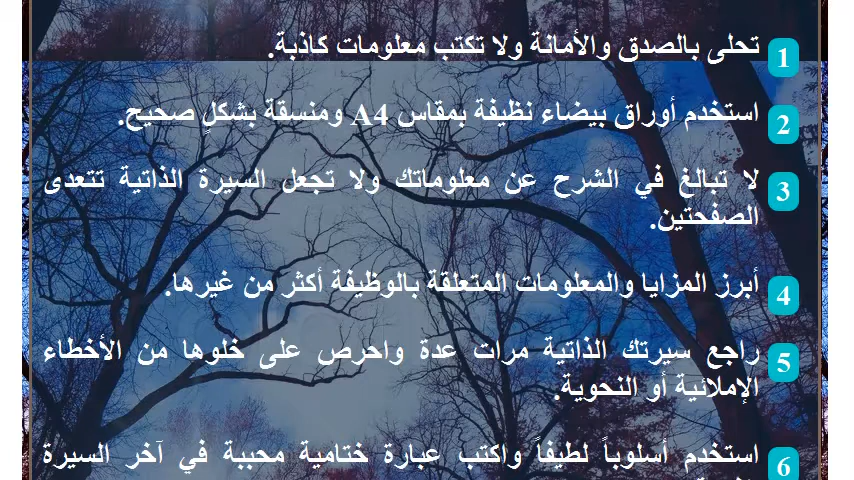 1 تحلى بالصدق والأمانة ولا تكتب معلومات كاذبة.
2 استخدم أوراق بيضاء نظيفة بمقاس A4 ومنسقة بشكلٍ صحيح.
3 لا تبالغ في الشرح عن معلوماتك ولا تجعل السيرة الذاتية تتعدى
الصفحتين.
4 أبرز المزايا والمعلومات المتعلقة بالوظيفة أكثر من غيرها.
5 راجع سيرتك الذاتية مرات عدة واحرص على خلوها من الأخطاء
الإملائية أو النحوية.
6 استخدم أسلوباً لطيفاً واكتب عبارة ختامية محببة في آخر السيرة